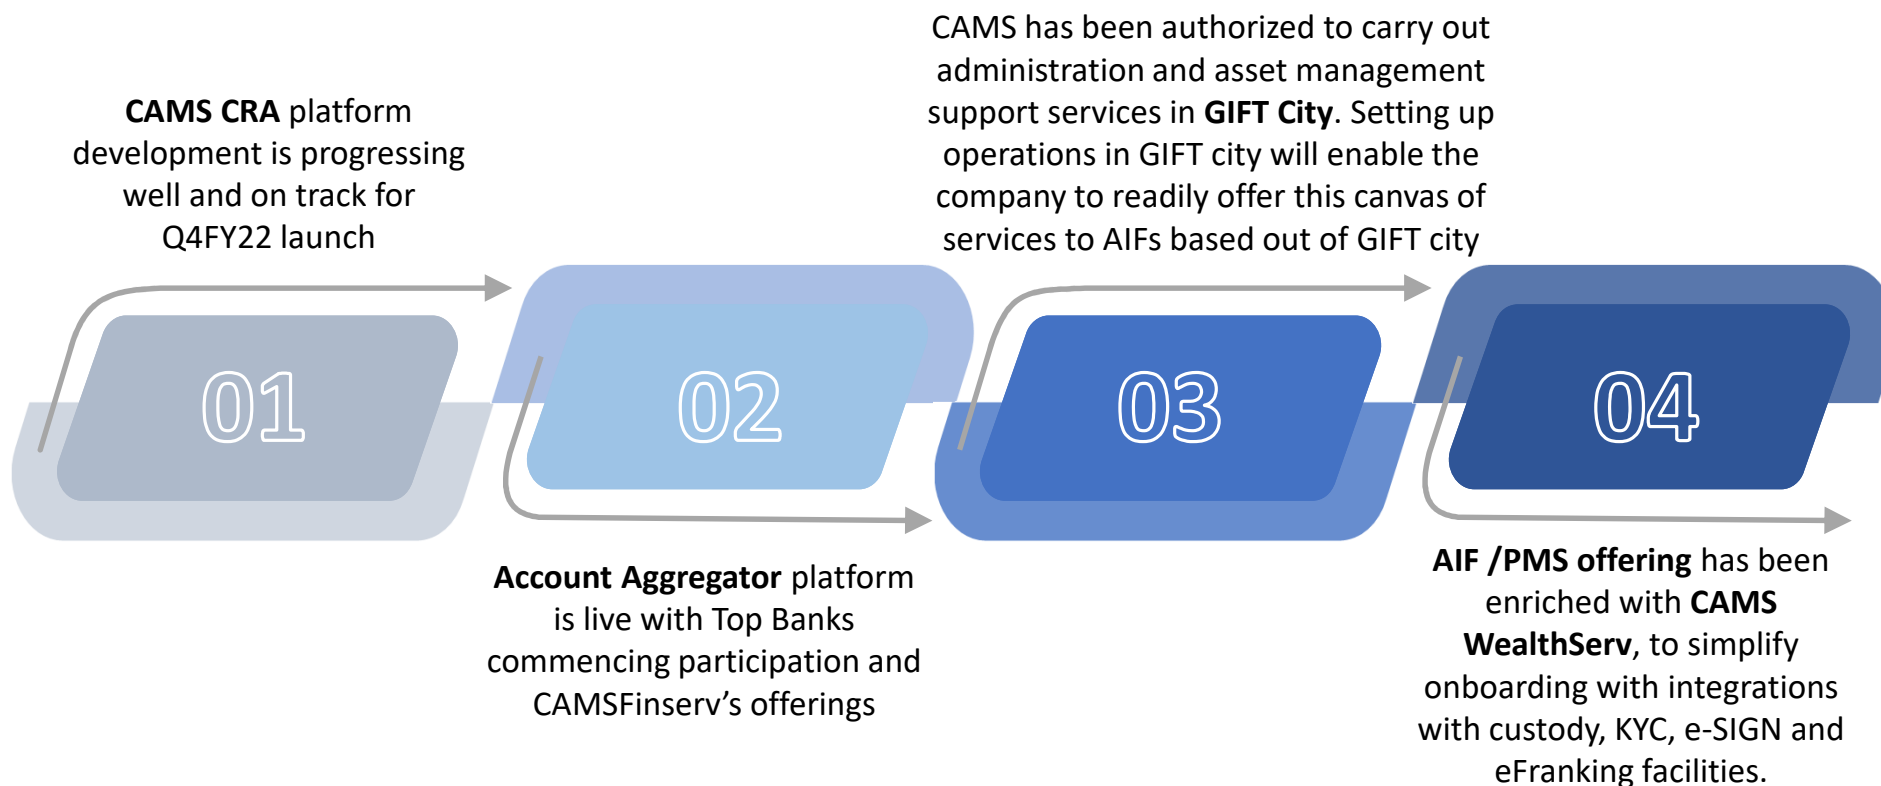 CAMS CRA platform
development is progressing
well and on track for
Q4FY22 launch
01
02
Account Aggregator platform
is live with Top Banks
commencing participation and
CAMSFinserv’s offerings
CAMS has been authorized to carry out
administration and asset management
support services in GIFT City. Setting up
operations in GIFT city will enable the
company to readily offer this canvas of
services to AIFs based out of GIFT city
03
04
AIF /PMS offering has been
enriched with CAMS
WealthServ, to simplify
onboarding with integrations
with custody, KYC, e-SIGN and
eFranking facilities.